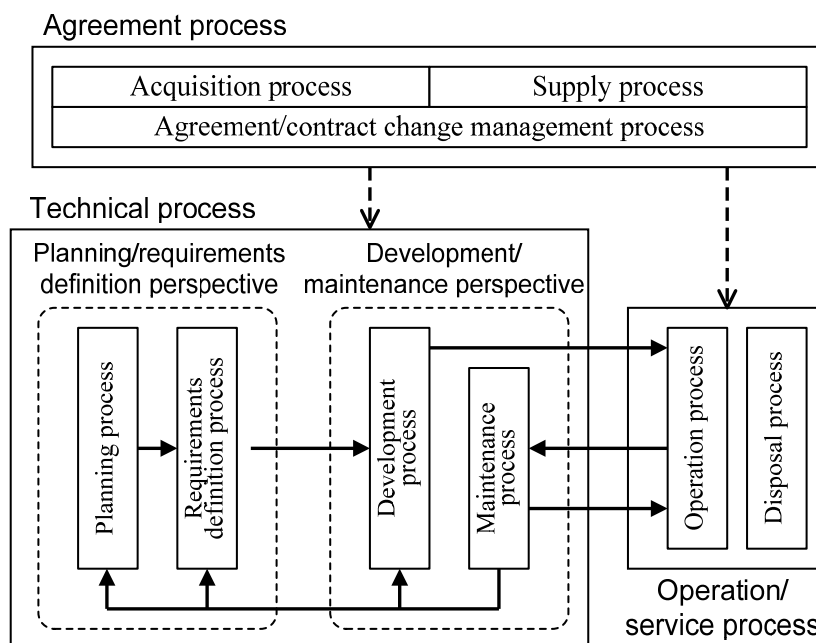 Agreement process
Acquisition process
Supply process
Agreement/contract change management process
Technical process
Planning/requirements
definition perspective
Development/
maintenance perspective
Planning process
Requirements
definition process
Development
process
Maintenance
process
Operation process
Disposal process
Operation/
service process